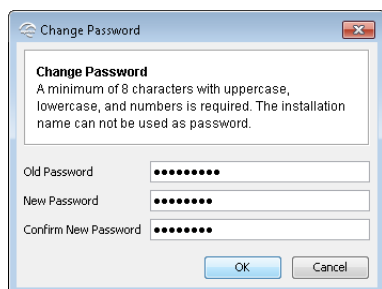 Change Password
Change Password
A minimum of 8 characters with uppercase,
lowercase, and numbers is required. The installation
name can not be used as password.
Old Password ●●●●●●●●●
New Password ●●●●●●●●
Confirm New Password ●●●●●●●●
OK Cancel